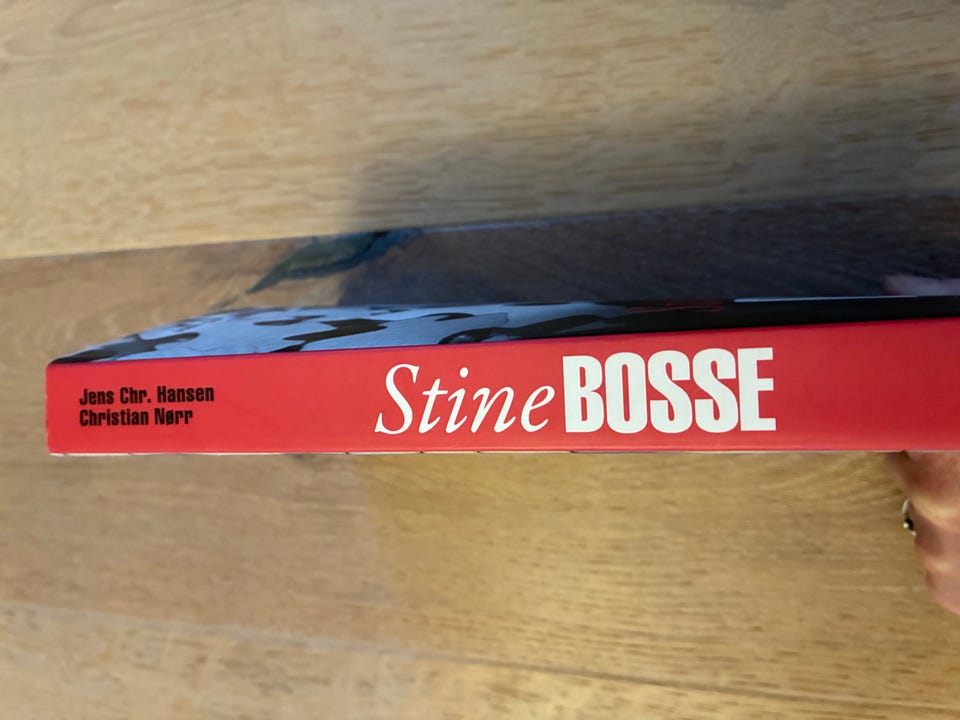 Jens Chr. Hansen
Christian Nørr
Stine BOSSE